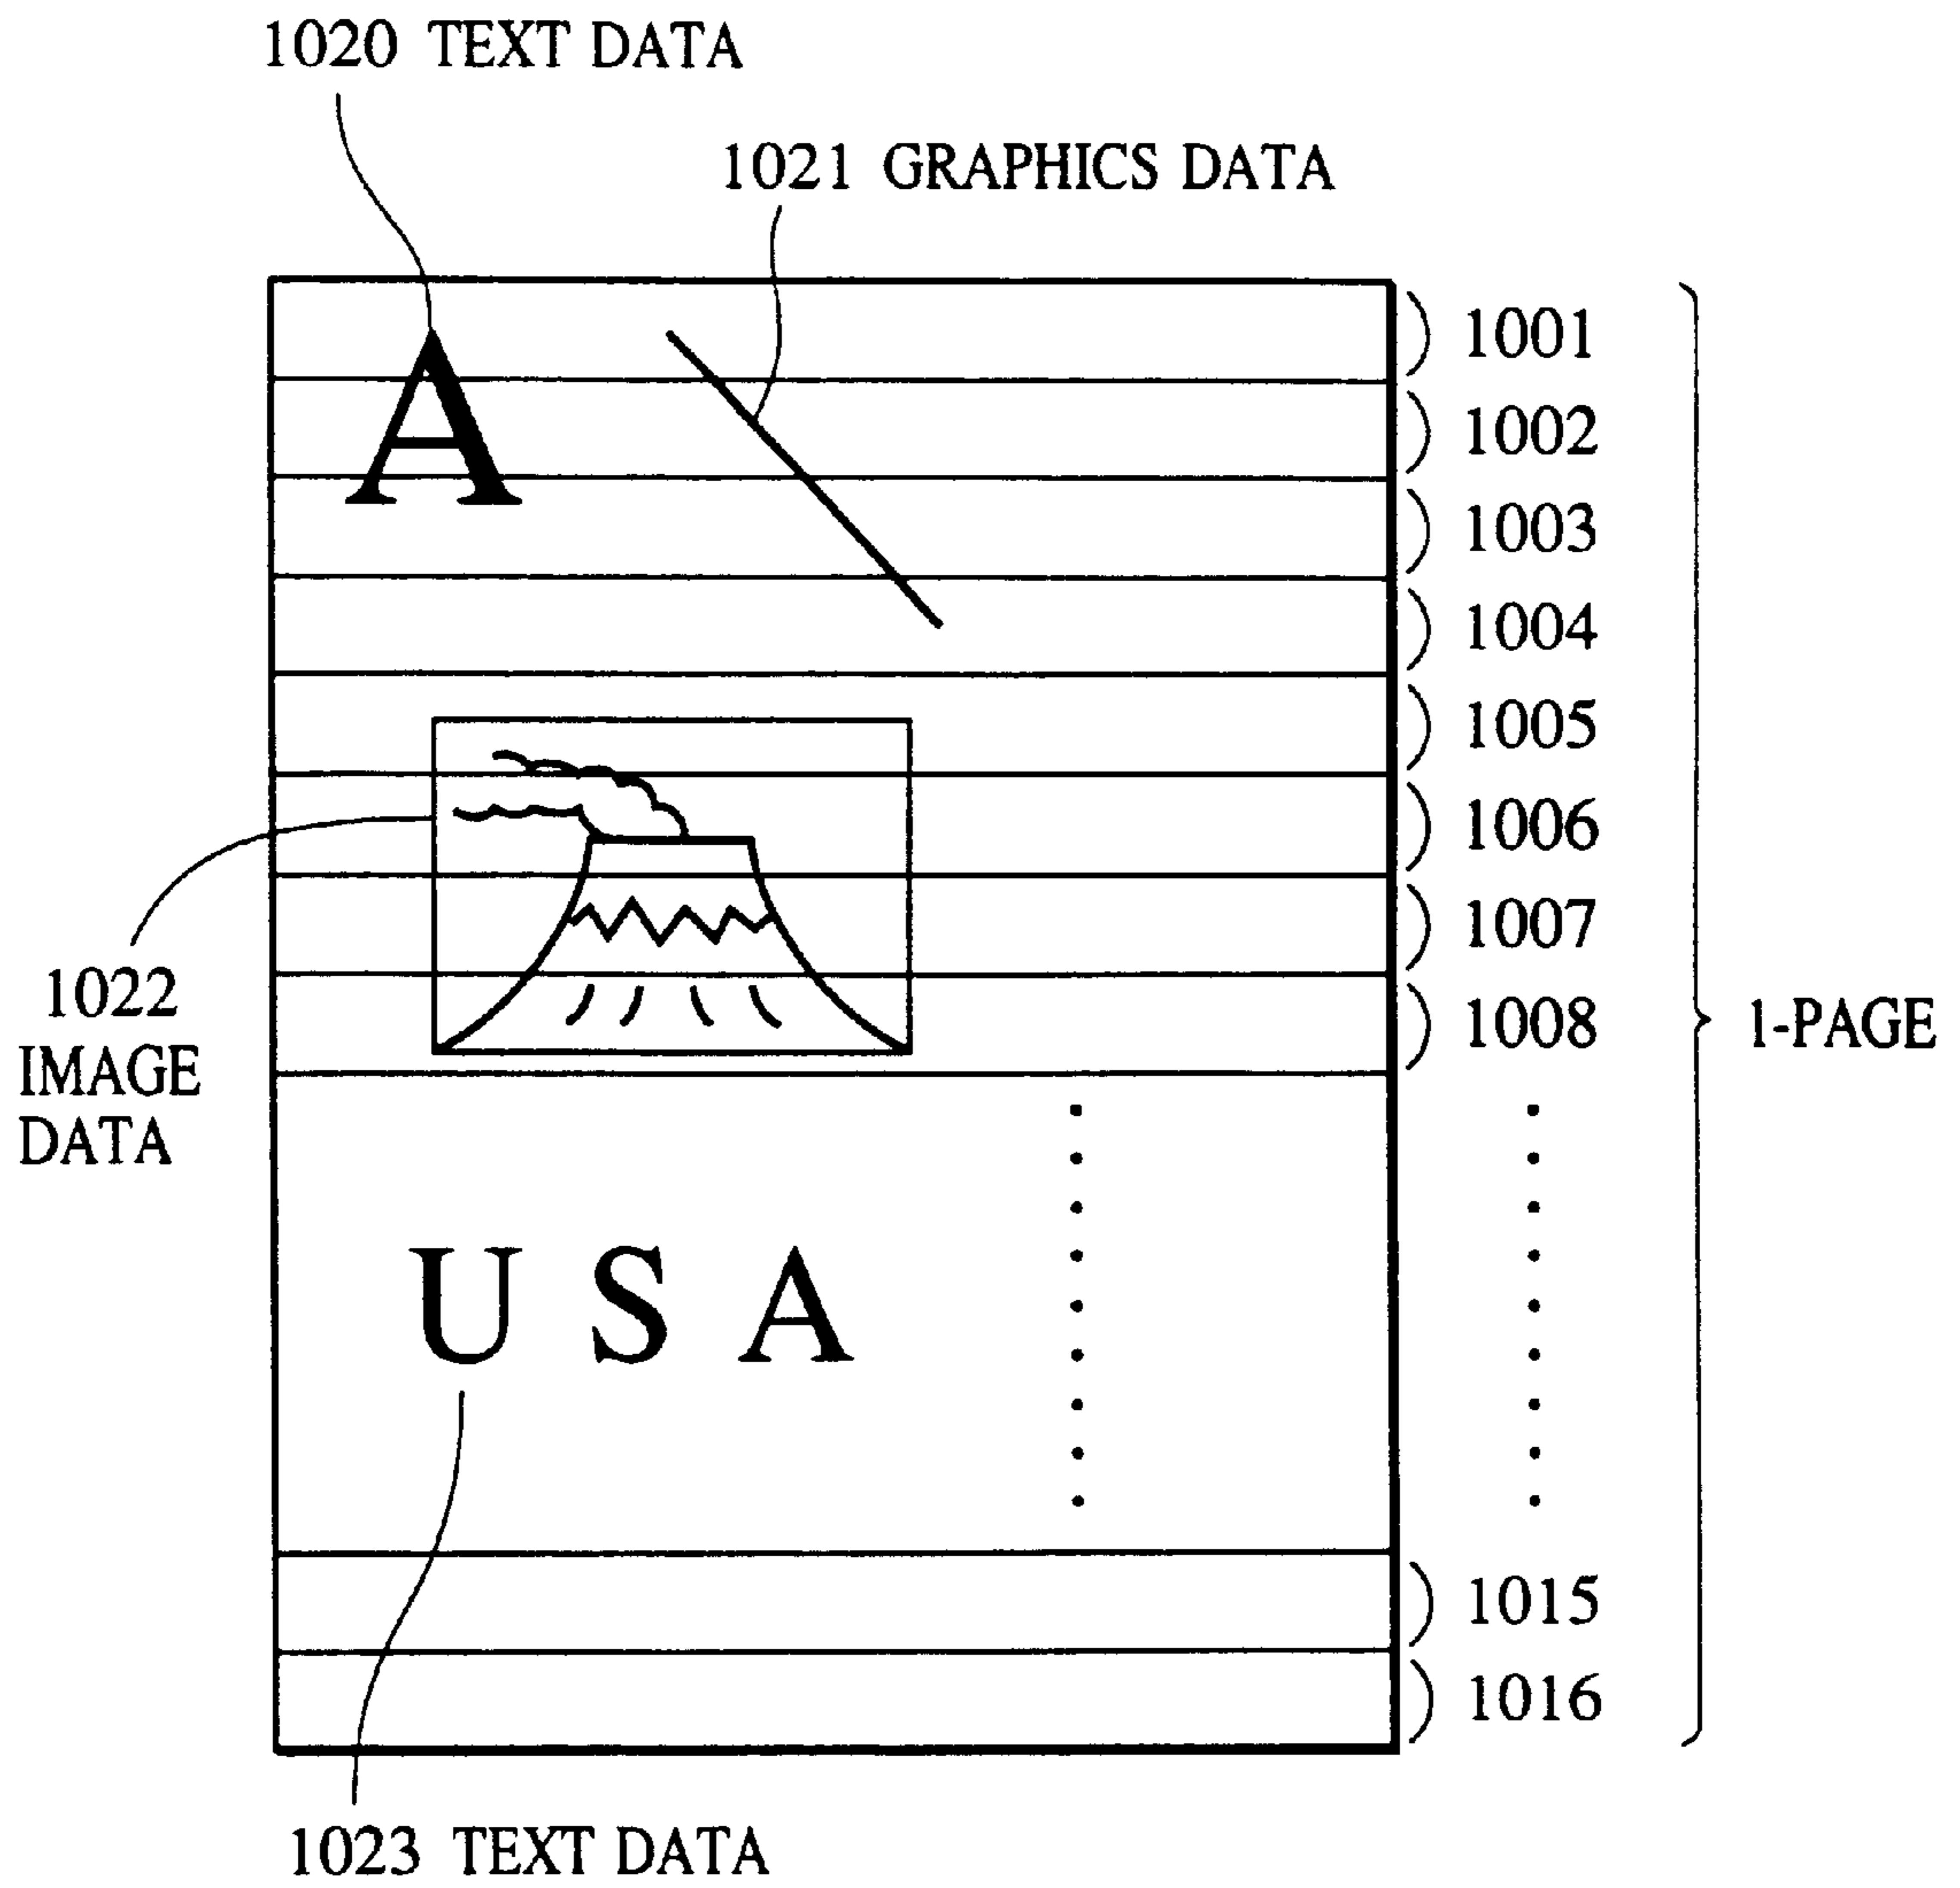 1020 TEXT DATA
1021 GRAPHICS DATA
A
1001
1002
1003
1004
1005
1006
1007
1008
1022
IMAGE
DATA
1-PAGE
U S A
1015
1016
1023 TEXT DATA